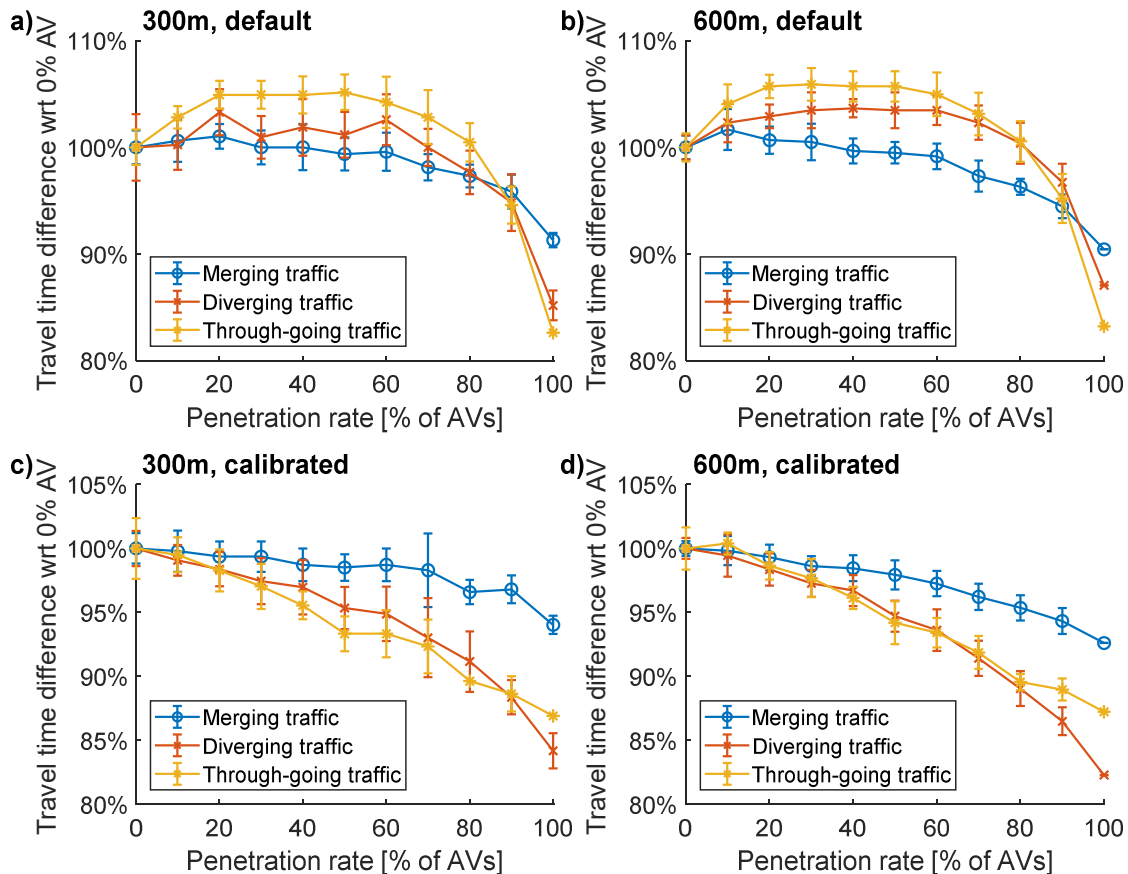 a) 300m, default
110%
100%
90%
80%
Travel time difference wrt 0% AV
Merging traffic
Diverging traffic
Through-going traffic
0 20 40 60 80 100
Penetration rate [% of AVs]
b) 600m, default
110%
100%
90%
80%
Travel time difference wrt 0% AV
Merging traffic
Diverging traffic
Through-going traffic
0 20 40 60 80 100
Penetration rate [% of AVs]
c) 300m, calibrated
105%
100%
95%
90%
85%
80%
Travel time difference wrt 0% AV
Merging traffic
Diverging traffic
Through-going traffic
0 20 40 60 80 100
Penetration rate [% of AVs]
d) 600m, calibrated
105%
100%
95%
90%
85%
80%
Travel time difference wrt 0% AV
Merging traffic
Diverging traffic
Through-going traffic
0 20 40 60 80 100
Penetration rate [% of AVs]